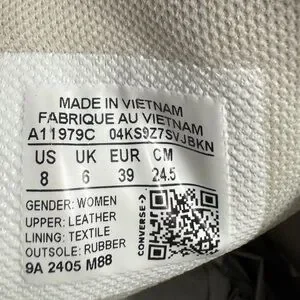 MADE IN VIETNAM
FABRIQUE AU VIETNAM
A11979C 04KS9Z7SVJBKN
US UK EUR CM
8 6 39 24.5
GENDER: WOMEN
UPPER: LEATHER
LINING: TEXTILE
OUTSOLE: RUBBER
9A 2405 M88
CONVERSE